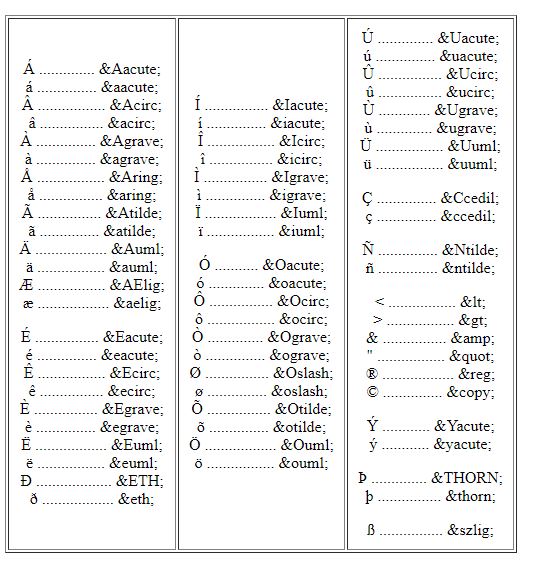 Á .............. &Aacute;
á ................ &aacute;
Â ................ &Acirc;
â ................ &acirc;
À .............. &Agrave;
à .............. &agrave;
Å ................ &Aring;
å ................ &aring;
Ã .............. &Atilde;
ã .............. &atilde;
Ä ................ &Auml;
ä ................ &auml;
Æ .............. &AElig;
æ .............. &aelig;
É ................ &Eacute;
é ................ &eacute;
Ê ................ &Ecirc;
ê ................ &ecirc;
È ................ &Egrave;
è ................ &egrave;
Ë ................ &Euml;
ë .................. &euml;
Ð .................. &ETH;
ð .................. &eth;
Í ................ &Iacute;
í .................. &iacute;
Î .................. &Icirc;
î .................. &icirc;
Ì ................ &Igrave;
ì .................. &igrave;
Ï .................. &Iuml;
ï .................. &iuml;
Ó ........... &Oacute;
ó .............. &oacute;
Ô .............. &Ocirc;
ô ................ &ocirc;
Ò .............. &Ograve;
ò .............. &ograve;
Ø .............. &Oslash;
ø .............. &oslash;
Õ .............. &Otilde;
õ .............. &otilde;
Ö .............. &Ouml;
ö .............. &ouml;
Ú .............. &Uacute;
ú .............. &uacute;
Û .............. &Ucirc;
û .............. &ucirc;
Ù .............. &Ugrave;
ù .............. &ugrave;
Ü .............. &Uuml;
ü .............. &uuml;
Ç .............. &Ccedil;
ç .............. &ccedil;
Ñ .............. &Ntilde;
ñ .............. &ntilde;
< .................. &lt;
> .................. &gt;
& ................ &amp;
" .................. &quot;
® .................. &reg;
© ................ &copy;
Ý .............. &Yacute;
ý ............ &yacute;
Þ .............. &THORN;
þ ................ &thorn;
ß ................ &szlig;